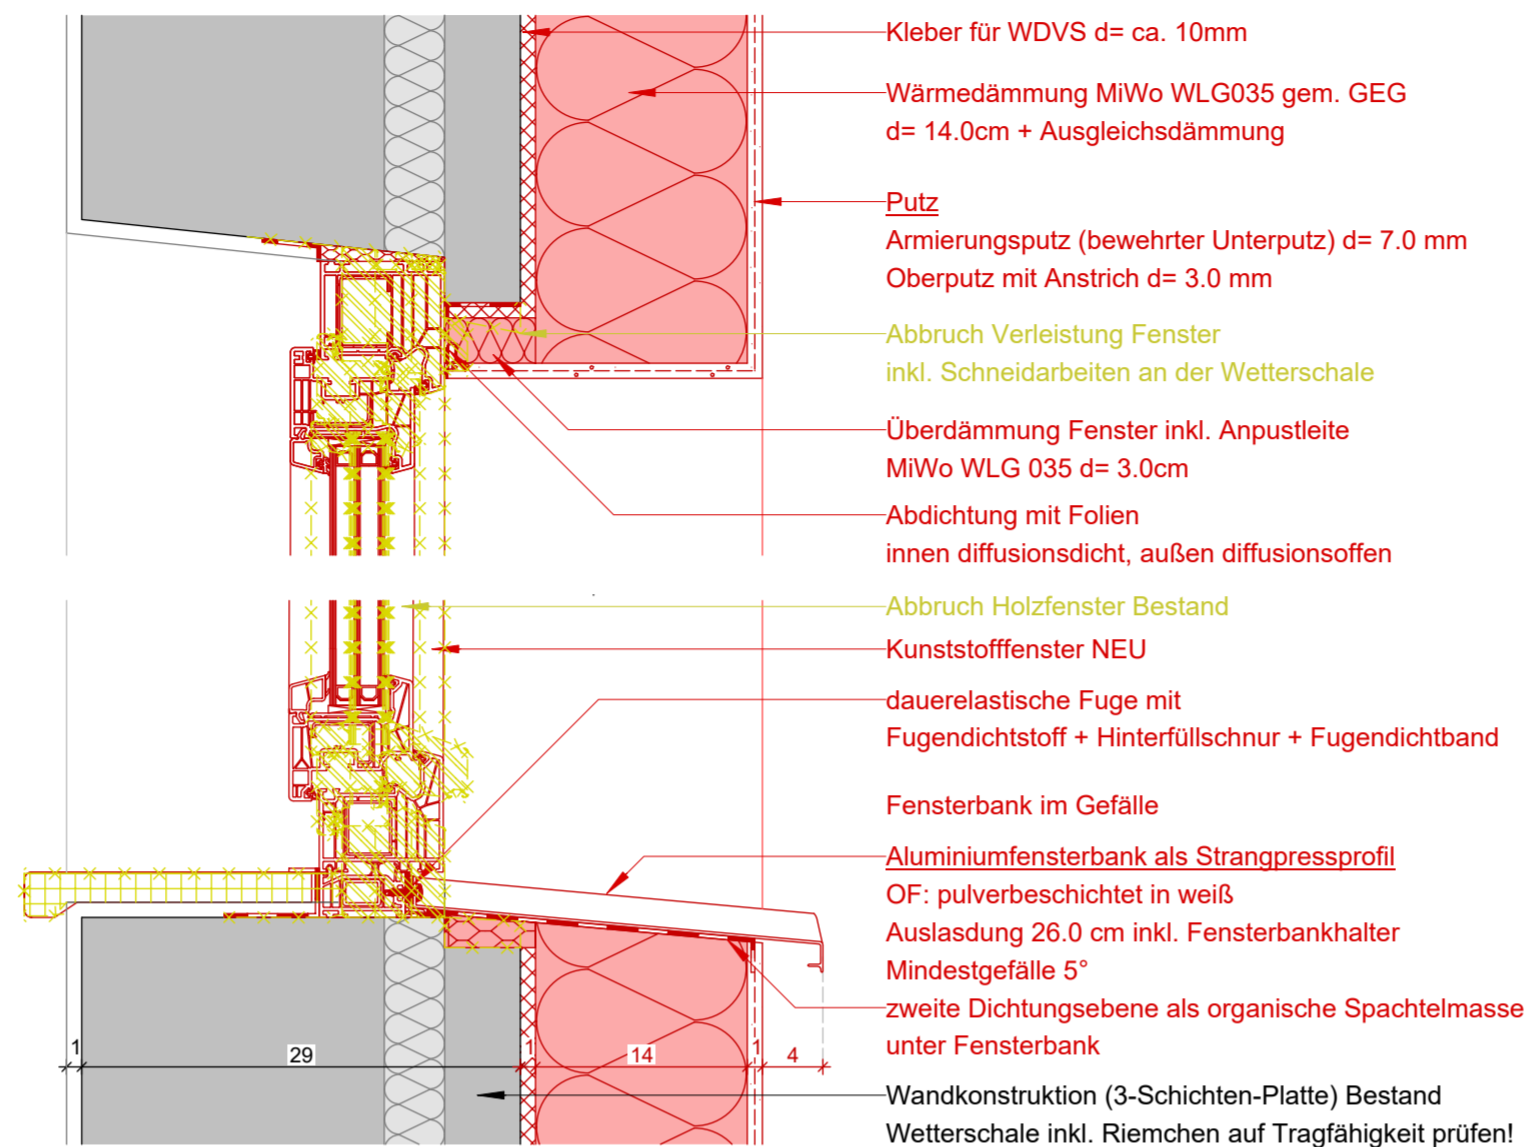 Kleber für WDVS d= ca. 10mm
Wärmedämmung MiWo WLG035 gem. GEG
d= 14.0cm + Ausgleichsdämmung
Putz
Armierungsputz (bewehrter Unterputz) d= 7.0 mm
Oberputz mit Anstrich d= 3.0 mm
Abbruch Verleistung Fenster
inkl. Schneidarbeiten an der Wetterschale
Überdämmung Fenster inkl. Anpustleite
MiWo WLG 035 d= 3.0cm
Abdichtung mit Folien
innen diffusionsdicht, außen diffusionsoffen
Abbruch Holzfenster Bestand
Kunststofffenster NEU
dauerelastische Fuge mit
Fugendichtstoff + Hinterfüllschnur + Fugendichtband
Fensterbank im Gefälle
Aluminiumfensterbank als Strangpressprofil
OF: pulverbeschichtet in weiß
Auslasdung 26.0 cm inkl. Fensterbankhalter
Mindestgefälle 5°
zweite Dichtungsebene als organische Spachtelmasse
unter Fensterbank
1 29 1 14 1 4
Wandkonstruktion (3-Schichten-Platte) Bestand
Wetterschale inkl. Riemchen auf Tragfähigkeit prüfen!